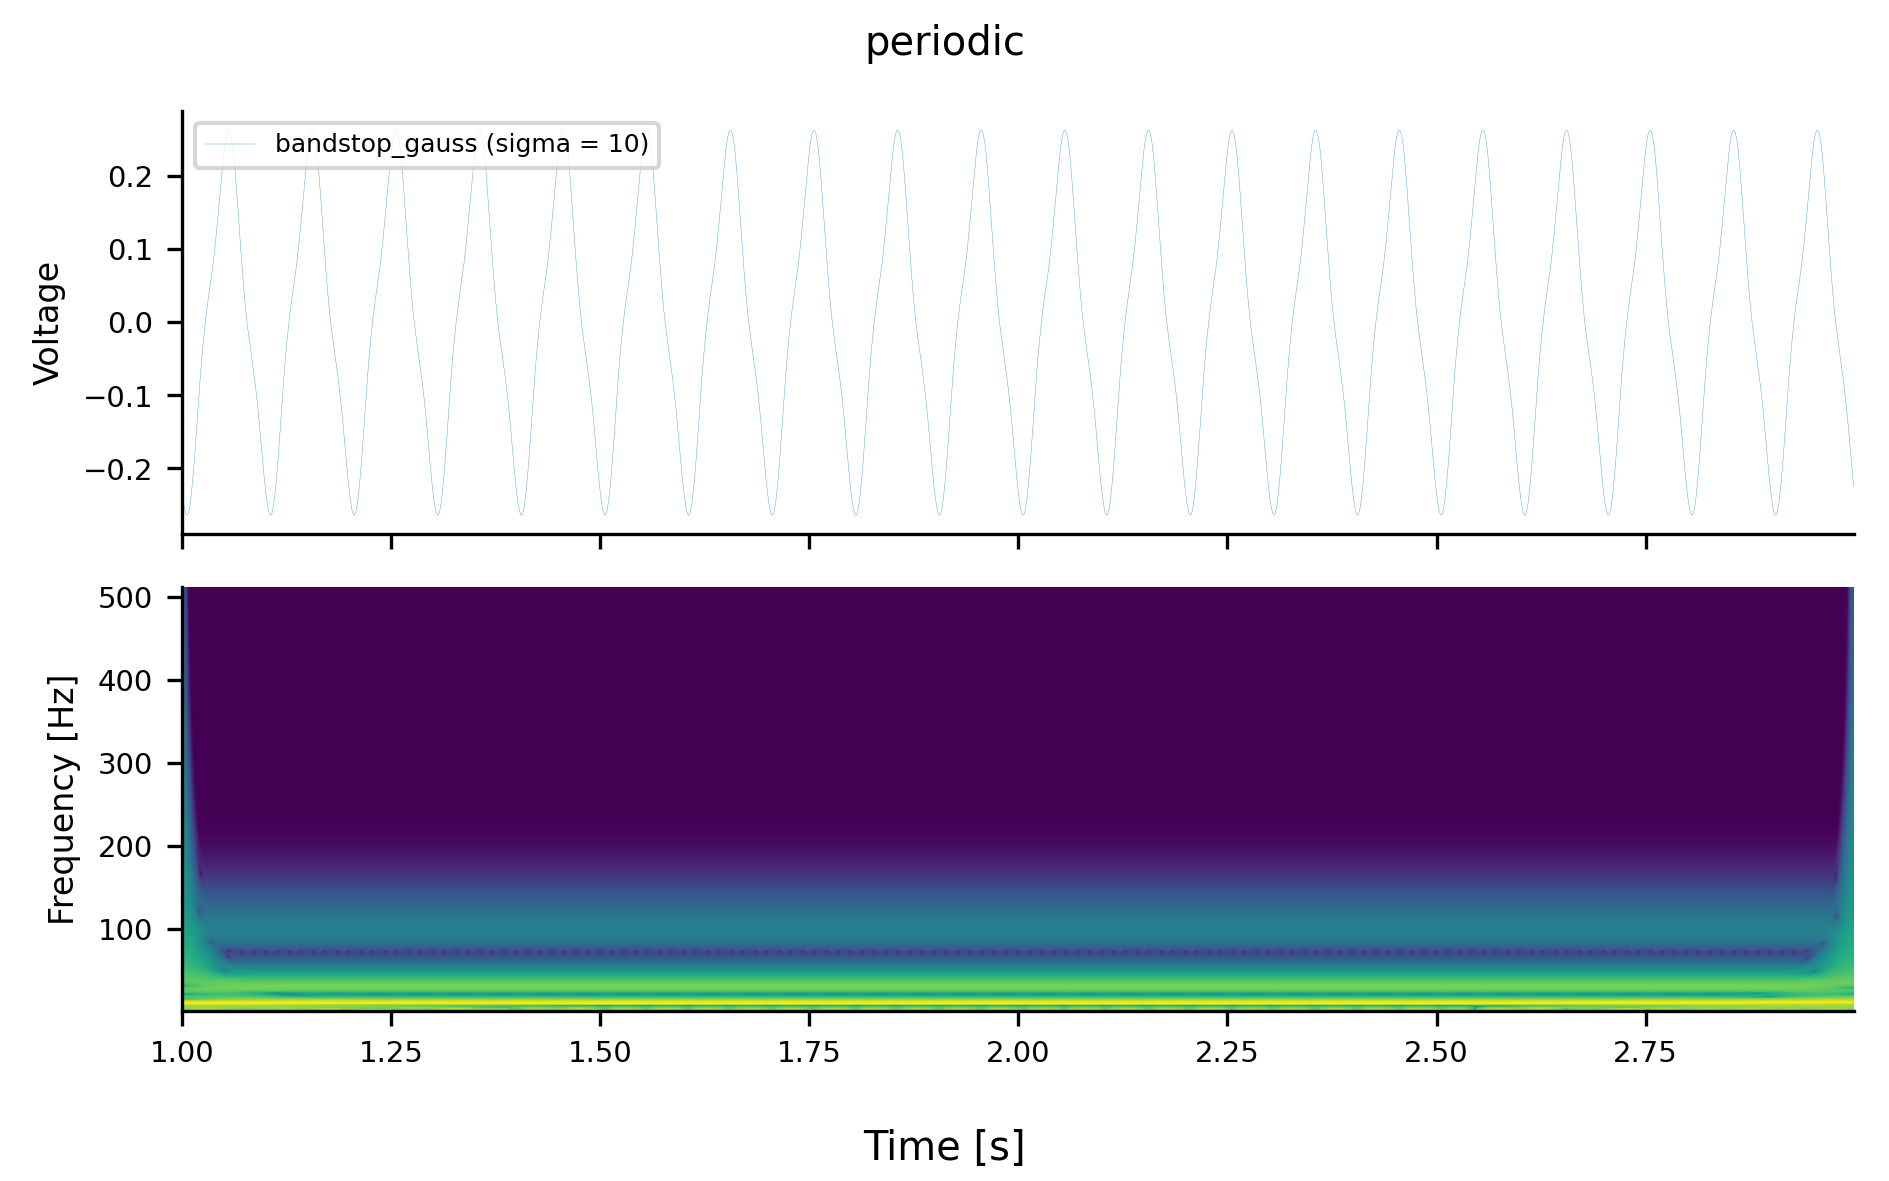 periodic
bandstop_gauss (sigma = 10)
Voltage
0.2
0.1
0.0
−0.1
−0.2
Frequency [Hz]
500
400
300
200
100
1.00 1.25 1.50 1.75 2.00 2.25 2.50 2.75
Time [s]